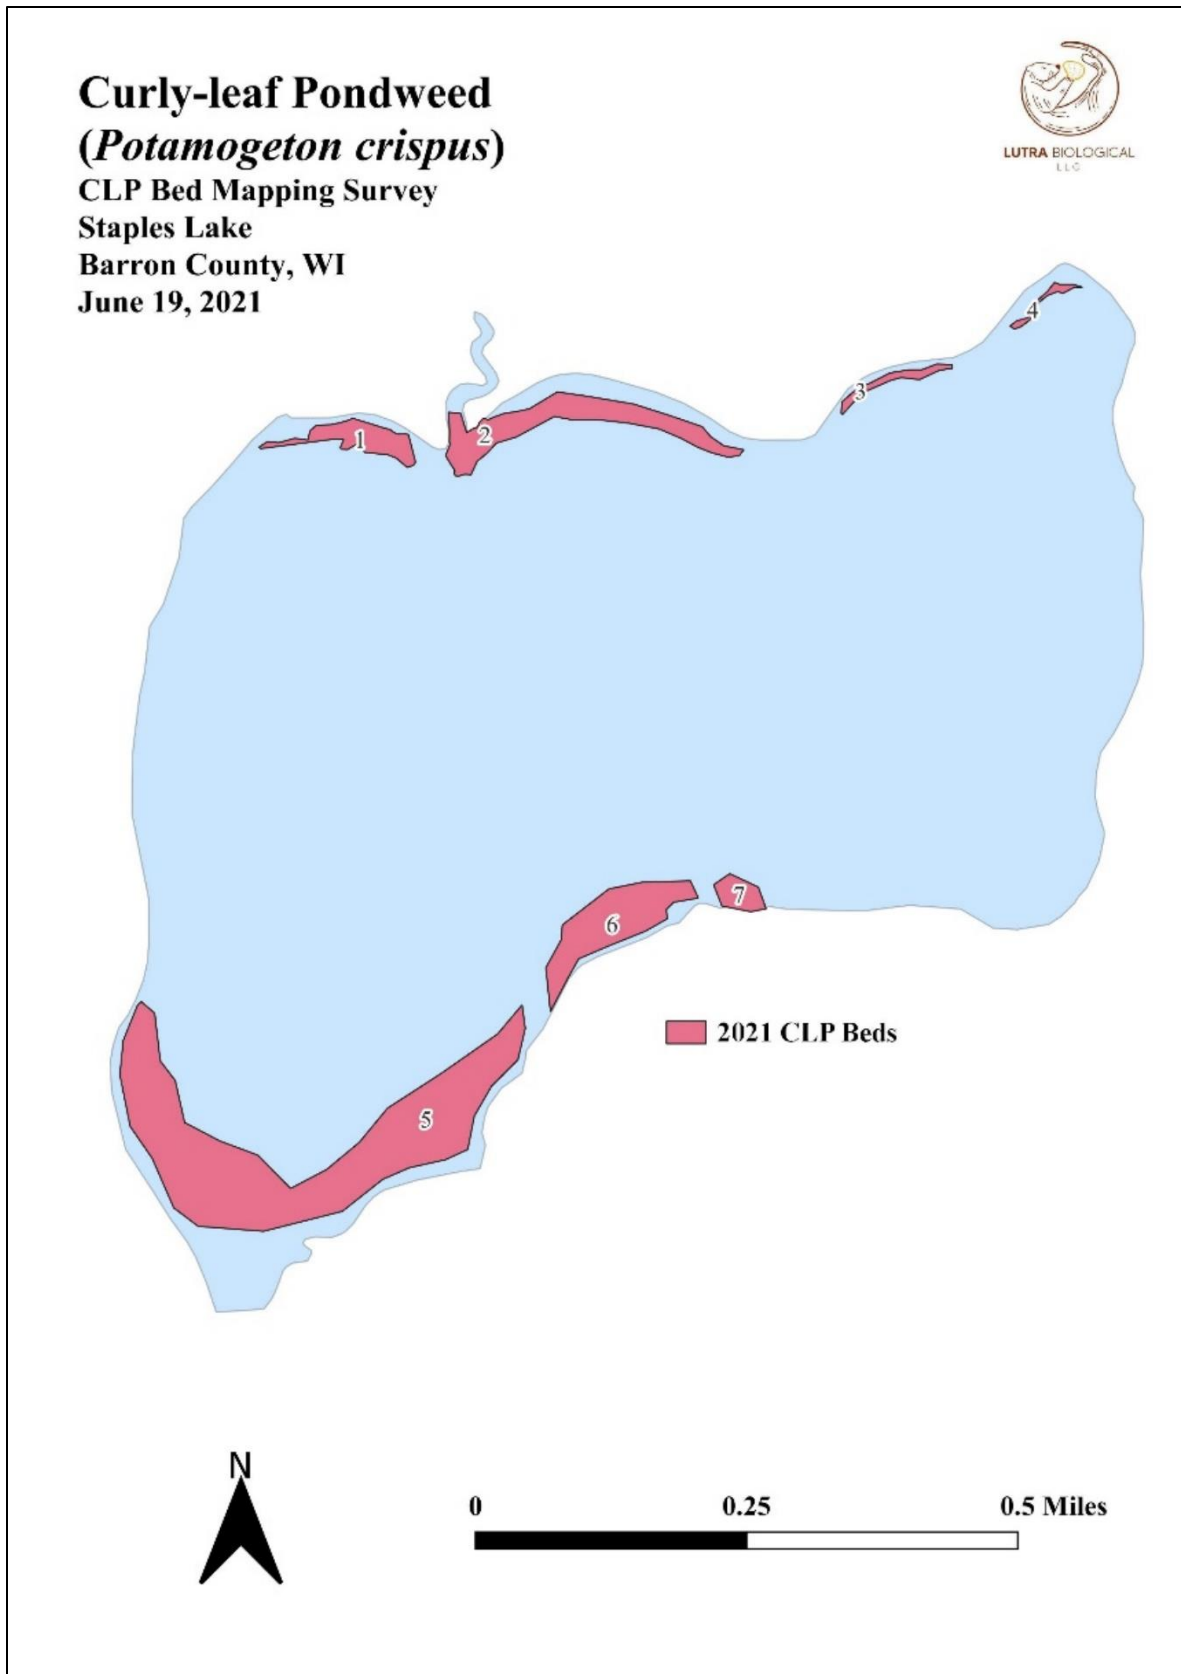 Curly-leaf Pondweed
(Potamogeton crispus)
CLP Bed Mapping Survey
Staples Lake
Barron County, WI
June 19, 2021
LUTRA BIOLOGICAL
LLC
4
3
1
2
7
6
2021 CLP Beds
5
N
0 0.25 0.5 Miles